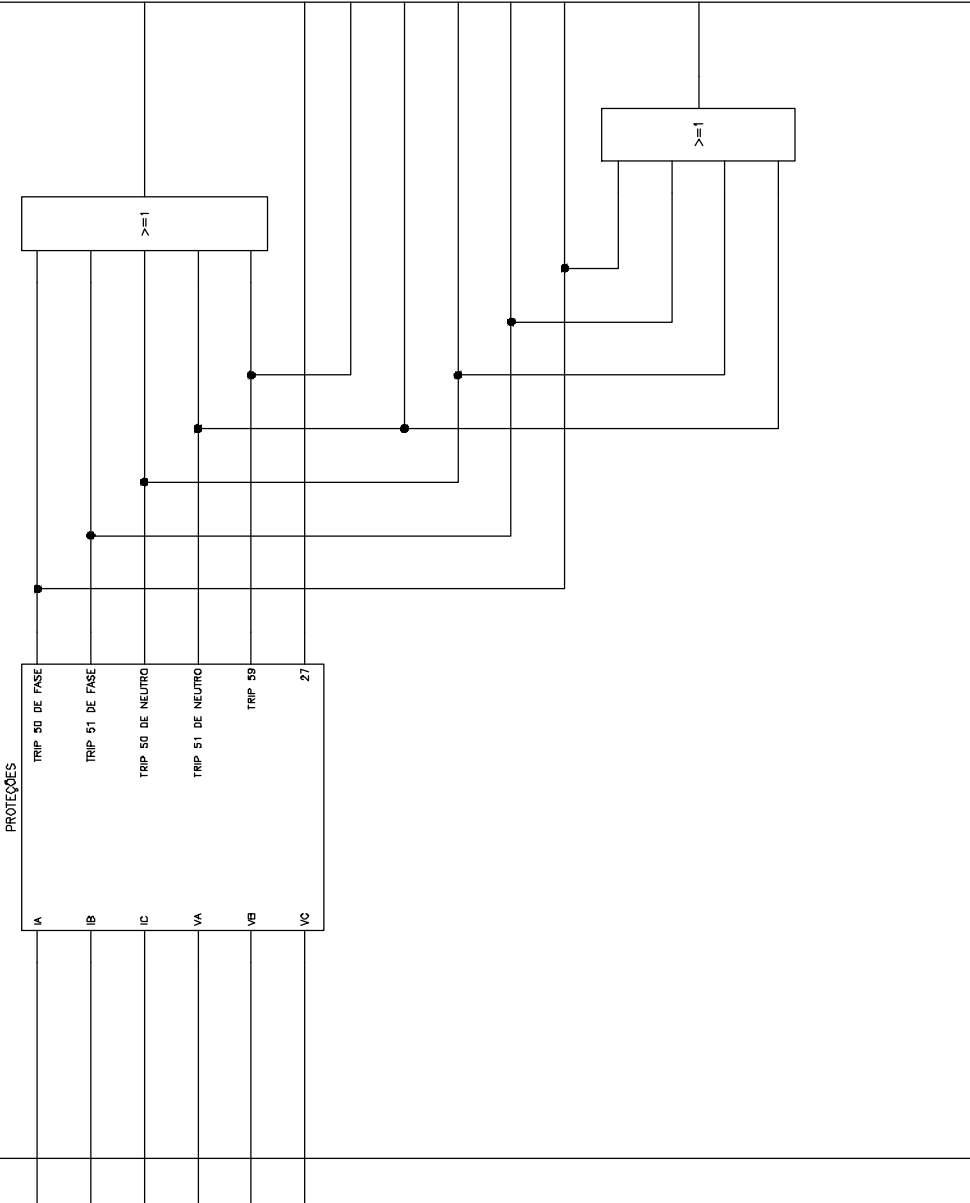 >=1
>=1
PROTEÇÕES
TRIP 50 DE FASE
TRIP 51 DE FASE
TRIP 50 DE NEUTRO
TRIP 51 DE NEUTRO
TRIP 59
27
IA
IB
IC
VA
VB
VC